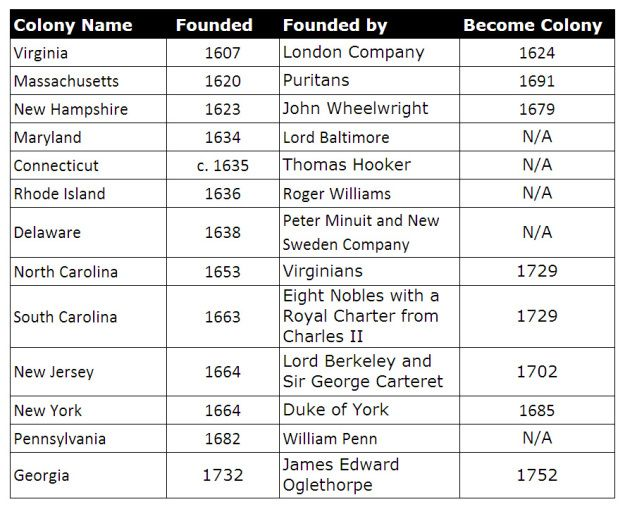 Colony Name Founded Founded by Become Colony
Virginia 1607 London Company 1624
Massachusetts 1620 Puritans 1691
New Hampshire 1623 John Wheelwright 1679
Maryland 1634 Lord Baltimore N/A
Connecticut c. 1635 Thomas Hooker N/A
Rhode Island 1636 Roger Williams N/A
Delaware 1638 Peter Minuit and New
Sweden Company N/A
North Carolina 1653 Virginians 1729
South Carolina 1663 Eight Nobles with a
Royal Charter from
Charles II 1729
New Jersey 1664 Lord Berkeley and
Sir George Carteret 1702
New York 1664 Duke of York 1685
Pennsylvania 1682 William Penn N/A
Georgia 1732 James Edward
Oglethorpe 1752